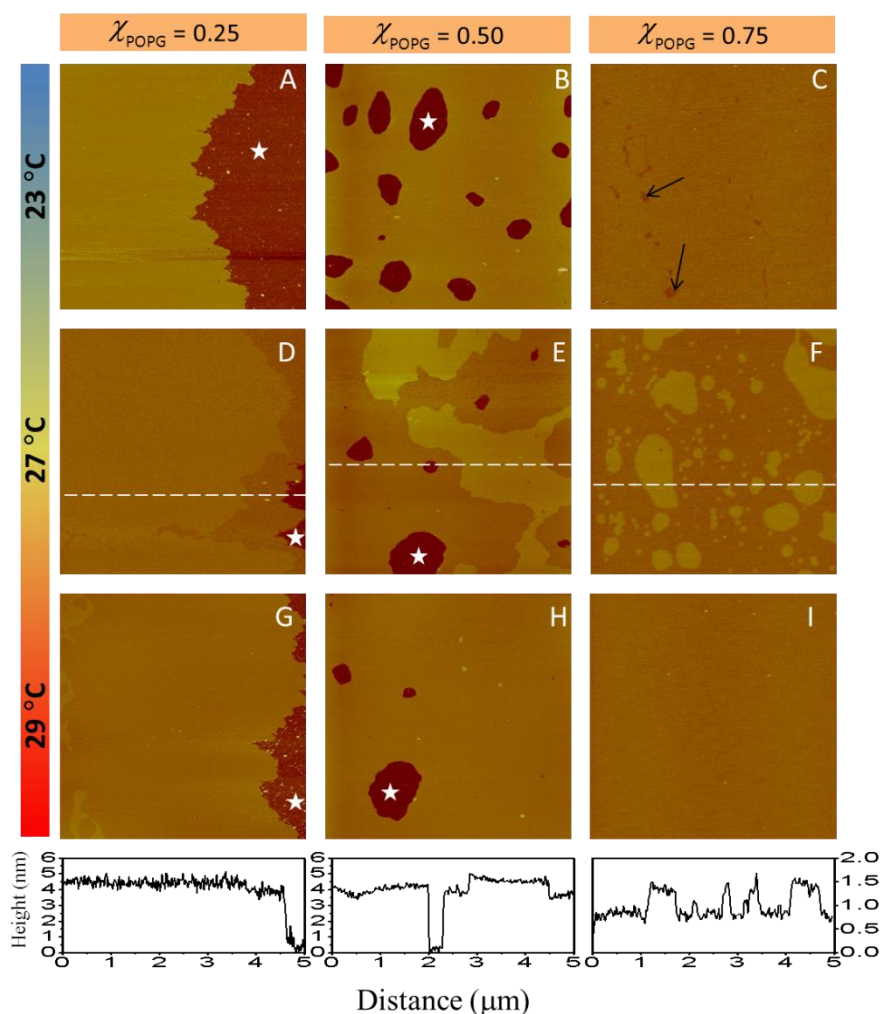 χPOPG = 0.25
χPOPG = 0.50
χPOPG = 0.75
23 °C
27 °C
29 °C
A
B
C
D
E
F
G
H
I
Height (nm)
6
5
4
3
2
1
0
0 1 2 3 4 5
6
5
4
3
2
1
0
0 1 2 3 4 5
2.0
1.5
1.0
0.5
0.0
0 1 2 3 4 5
Distance (μm)